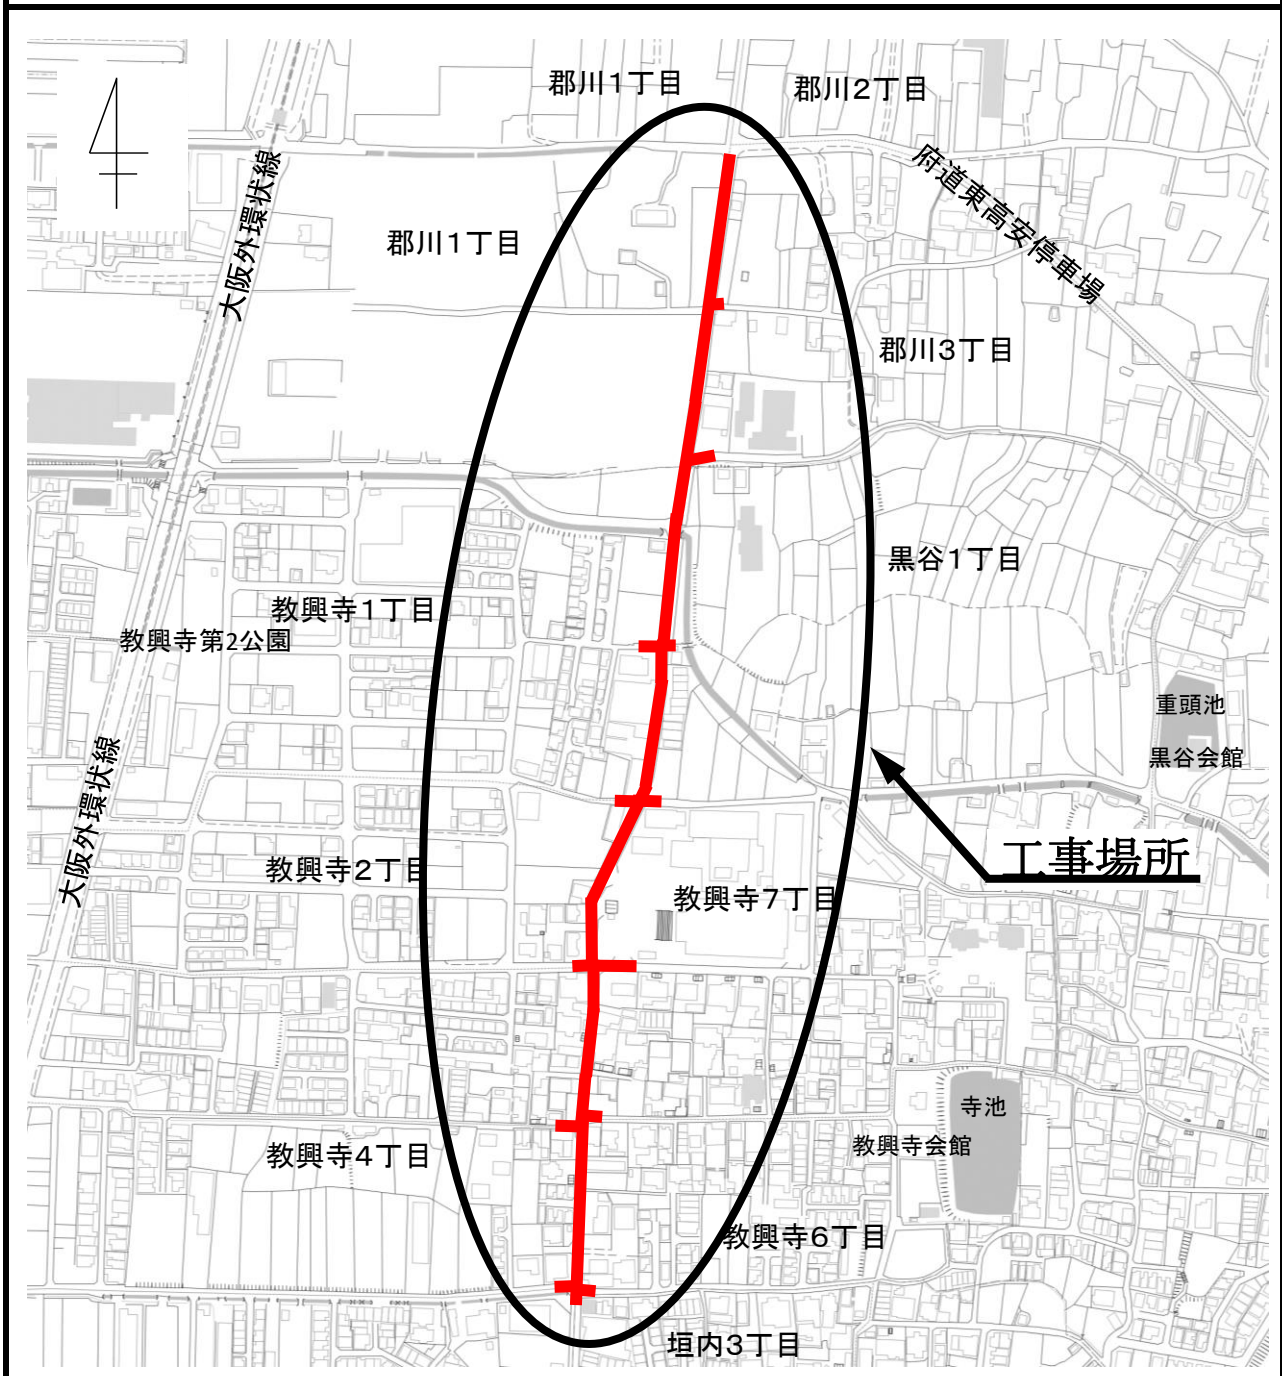 郡川1丁目
郡川2丁目
府道東高安停車場
大阪外環状線
郡川1丁目
郡川3丁目
黒谷1丁目
教興寺1丁目
教興寺第2公園
重頭池
黒谷会館
大阪外環状線
工事場所
教興寺2丁目
教興寺7丁目
寺池
教興寺会館
教興寺4丁目
教興寺6丁目
垣内3丁目